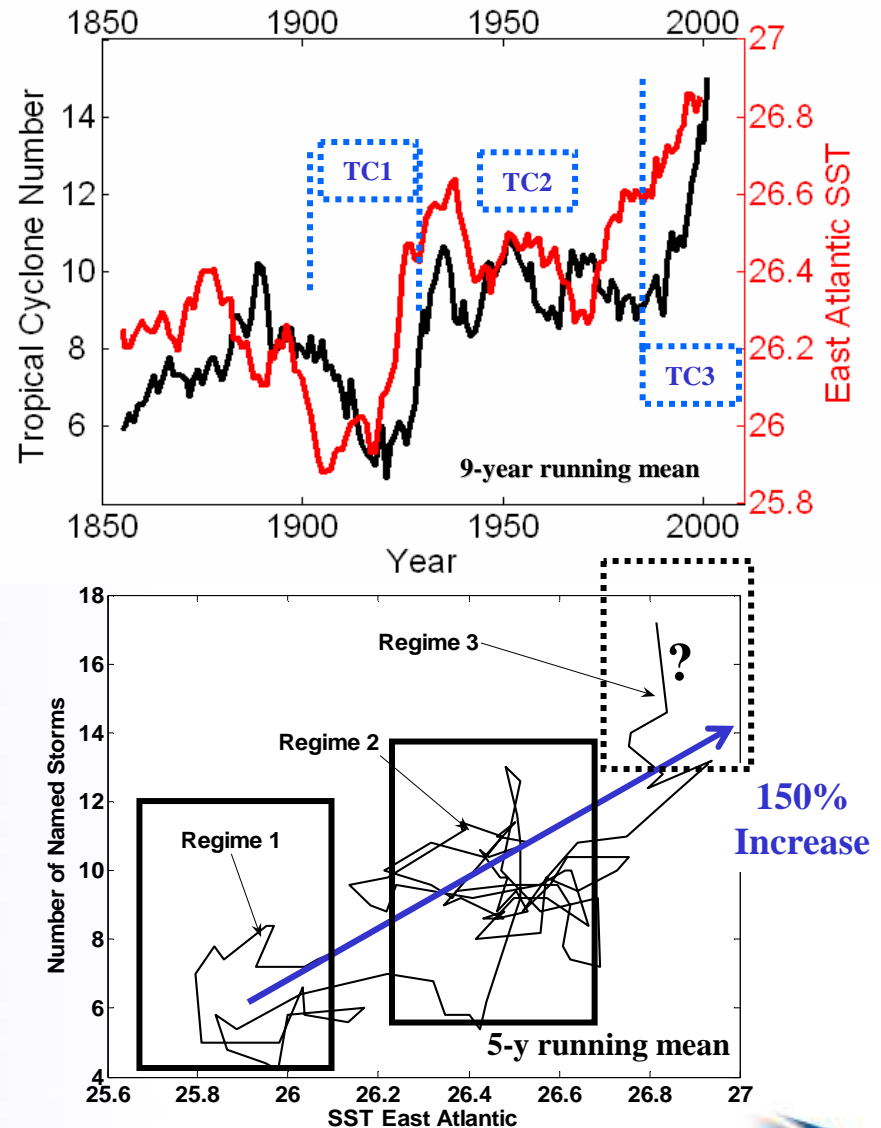 1850 1900 1950 2000
27
14 26.8
12 26.6
10 26.4
8 26.2
6 26
25.8
Tropical Cyclone Number
East Atlantic SST
TC1
TC2
TC3
9-year running mean
1850 1900 1950 2000
Year
18
16
14
12
10
8
6
4
Number of Named Storms
Regime 3
?
Regime 2
Regime 1
150%
Increase
5-y running mean
25.6 25.8 26 26.2 26.4 26.6 26.8 27
SST East Atlantic